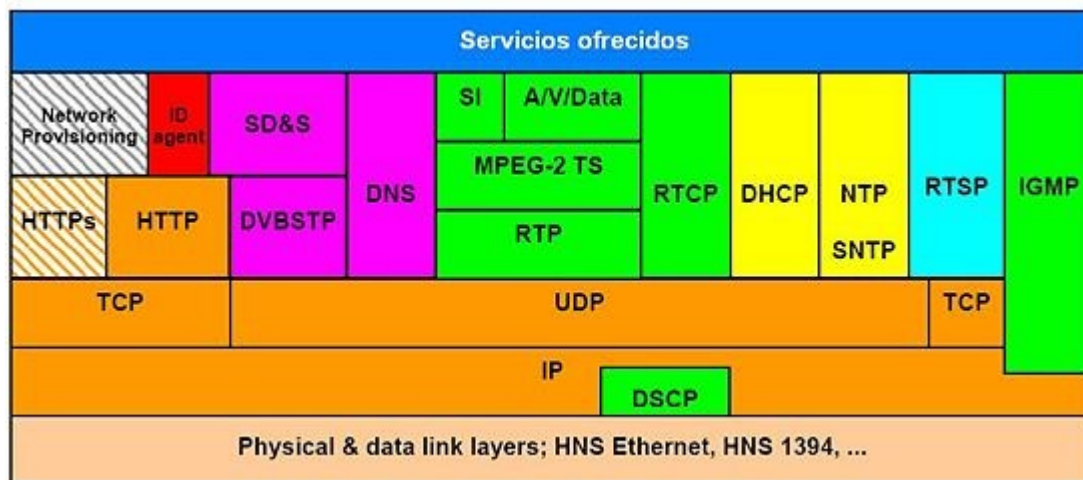 Servicios ofrecidos
Network
Provisioning
ID
agent
SD&S
DNS
SI
A/V/Data
MPEG-2 TS
RTP
RTCP
DHCP
NTP
SNTP
RTSP
IGMP
HTTPs
HTTP
DVBSTP
TCP
UDP
TCP
IP
DSCP
Physical & data link layers; HNS Ethernet, HNS 1394, ...